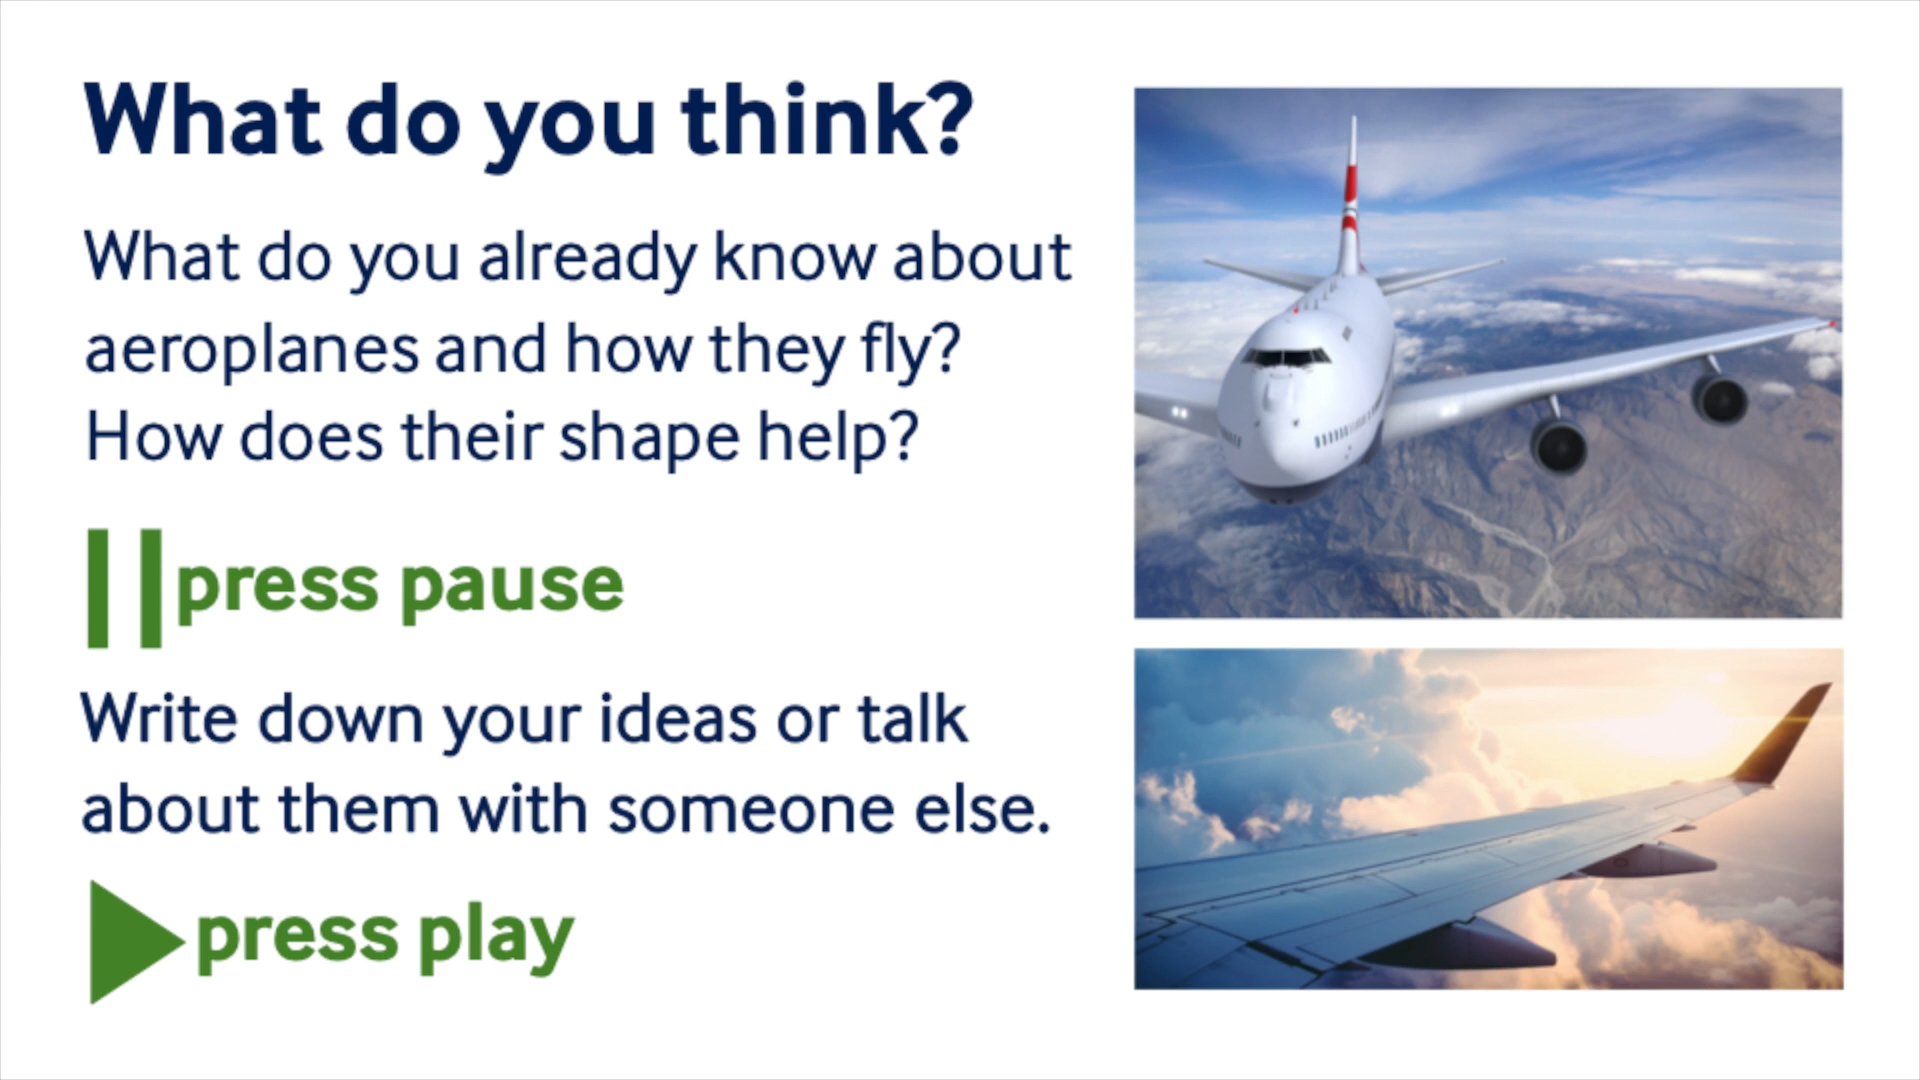 What do you think?
What do you already know about
aeroplanes and how they fly?
How does their shape help?
press pause
Write down your ideas or talk
about them with someone else.
press play